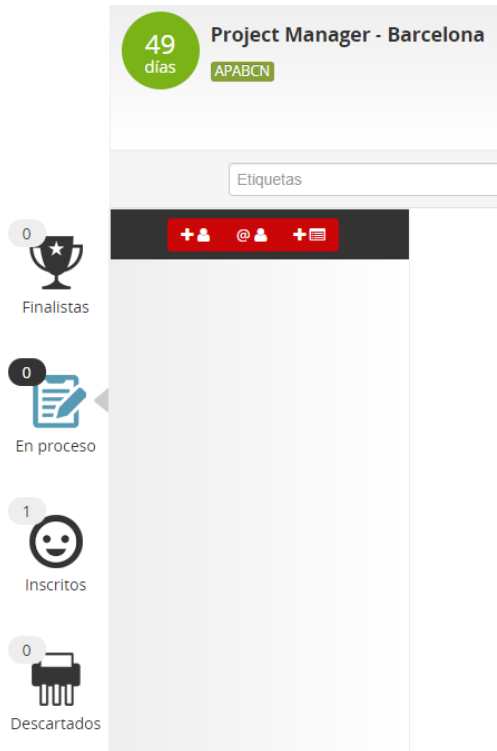 49
días
Project Manager - Barcelona
APABCN
Etiquetas
0
Finalistas
@
0
En proceso
1
Inscritos
0
Descartados